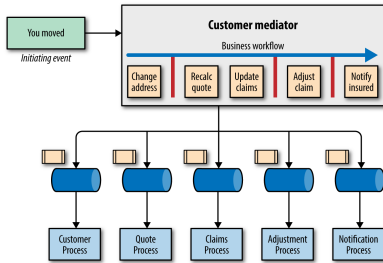 Customer mediator
You moved
Business workflow
Initiating event
Change
address
Recalc
quote
Update
claims
Adjust
claim
Notify
insured
Customer
Process
Quote
Process
Claims
Process
Adjustment
Process
Notification
Process